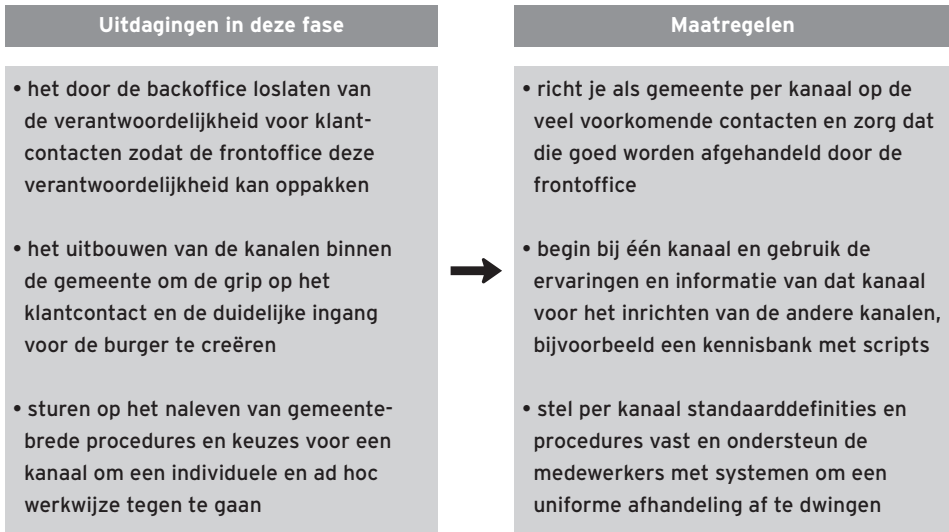 Uitdagingen in deze fase
• het door de backoffice loslaten van
de verantwoordelijkheid voor klant-
contacten zodat de frontoffice deze
verantwoordelijkheid kan oppakken
• het uitbouwen van de kanalen binnen
de gemeente om de grip op het
klantcontact en de duidelijke ingang
voor de burger te creëren
• sturen op het naleven van gemeente-
brede procedures en keuzes voor een
kanaal om een individuele en ad hoc
werkwijze tegen te gaan
Maatregelen
• richt je als gemeente per kanaal op de
veel voorkomende contacten en zorg dat
die goed worden afgehandeld door de
frontoffice
• begin bij één kanaal en gebruik de
ervaringen en informatie van dat kanaal
voor het inrichten van de andere kanalen,
bijvoorbeeld een kennisbank met scripts
• stel per kanaal standaarddefinities en
procedures vast en ondersteun de
medewerkers met systemen om een
uniforme afhandeling af te dwingen